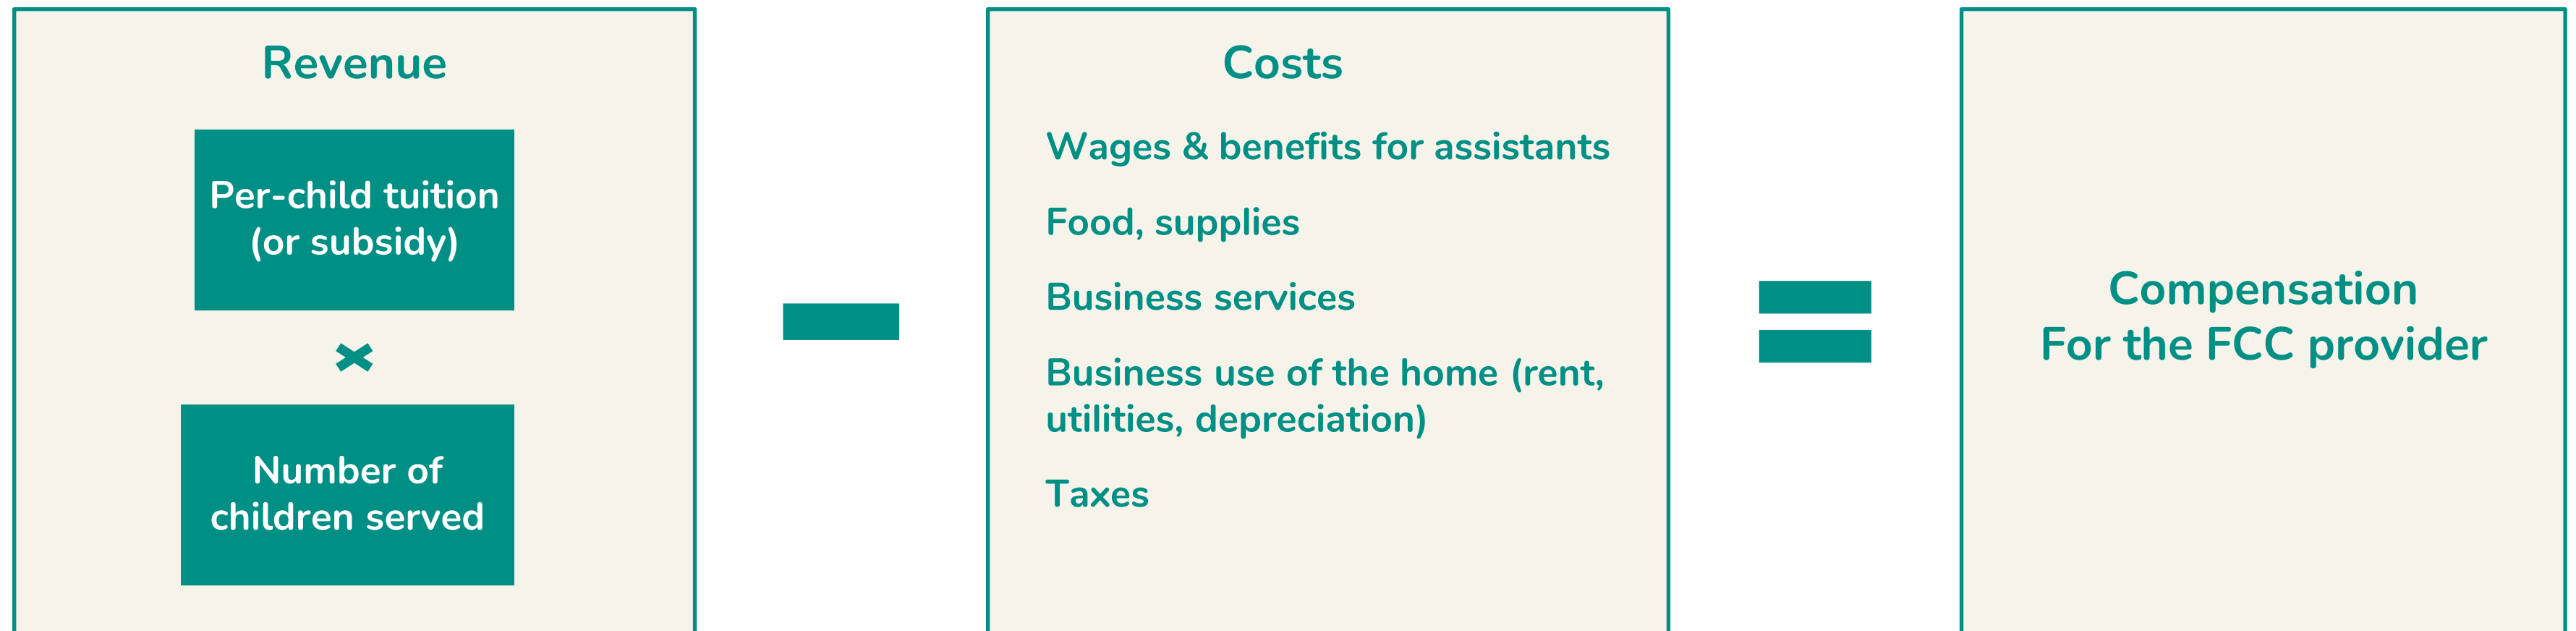 Revenue
Per-child tuition
(or subsidy)
×
Number of
children served
Costs
Wages & benefits for assistants
Food, supplies
Business services
Business use of the home (rent,
utilities, depreciation)
Taxes
Compensation
For the FCC provider